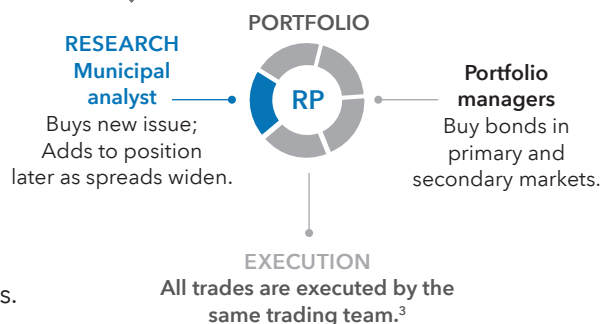 PORTFOLIO
RESEARCH
Municipal
analyst
Buys new issue;
Adds to position
later as spreads widen.
RP
Portfolio
managers
Buy bonds in
primary and
secondary markets.
EXECUTION
All trades are executed by the
same trading team.³
s.